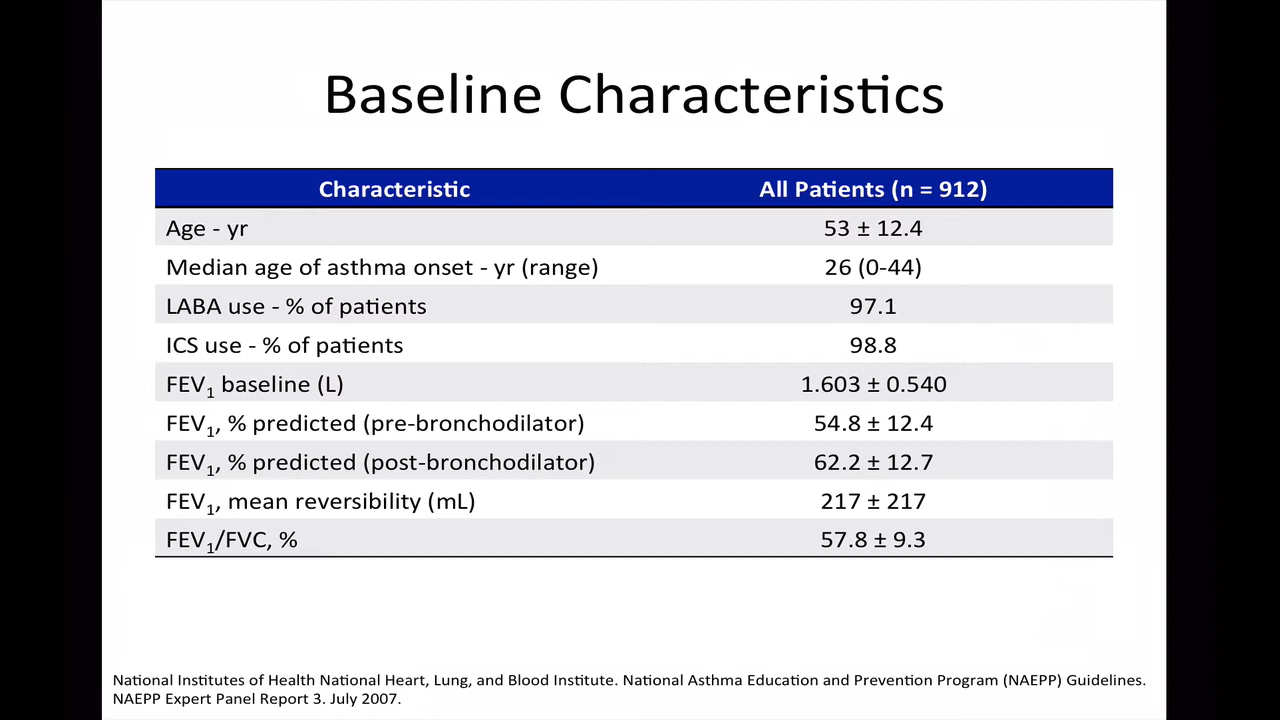 Baseline Characteristics
Characteristic All Patients (n = 912)
Age - yr 53 ± 12.4
Median age of asthma onset - yr (range) 26 (0-44)
LABA use - % of patients 97.1
ICS use - % of patients 98.8
FEV1 baseline (L) 1.603 ± 0.540
FEV1, % predicted (pre-bronchodilator) 54.8 ± 12.4
FEV1, % predicted (post-bronchodilator) 62.2 ± 12.7
FEV1, mean reversibility (mL) 217 ± 217
FEV1/FVC, % 57.8 ± 9.3
National Institutes of Health National Heart, Lung, and Blood Institute. National Asthma Education and Prevention Program (NAEPP) Guidelines.
NAEPP Expert Panel Report 3. July 2007.